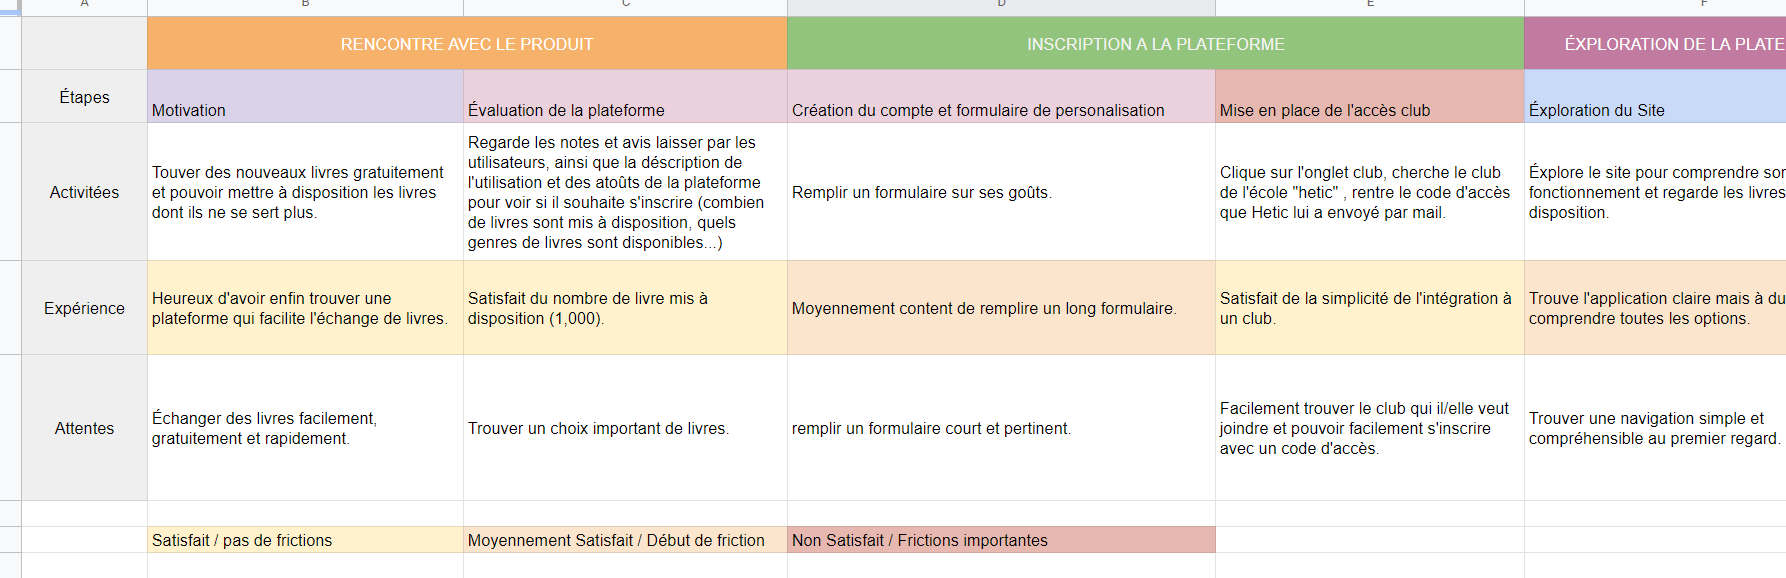 A B C D E F
RENCONTRE AVEC LE PRODUIT
INSCRIPTION A LA PLATEFORME
ÉXPLORATION DE LA PLATE
Étapes
Motivation
Évaluation de la plateforme
Création du compte et formulaire de personalisation
Mise en place de l'accès club
Éxploration du Site
Activitées
Touver des nouveaux livres gratuitement
et pouvoir mettre à disposition les livres
dont ils ne se sert plus.
Regarde les notes et avis laisser par les
utilisateurs, ainsi que la déscription de
l'utilisation et des atoûts de la plateforme
pour voir si il souhaite s'inscrire (combien
de livres sont mis à disposition, quels
genres de livres sont disponibles...)
Remplir un formulaire sur ses goûts.
Clique sur l'onglet club, cherche le club
de l'école "hetic" , rentre le code d'accès
que Hetic lui a envoyé par mail.
Éxplore le site pour comprendre son
fonctionnement et regarde les livres
disposition.
Expérience
Heureux d'avoir enfin trouver une
plateforme qui facilite l'échange de livres.
Satisfait du nombre de livre mis à
disposition (1,000).
Moyennement content de remplire un long formulaire.
Satisfait de la simplicité de l'intégration à
un club.
Trouve l'application claire mais à du
comprendre toutes les options.
Attentes
Échanger des livres facilement,
gratuitement et rapidement.
Trouver un choix important de livres.
remplir un formulaire court et pertinent.
Facilement trouver le club qui il/elle veut
joindre et pouvoir facilement s'inscrire
avec un code d'accès.
Trouver une navigation simple et
compréhensible au premier regard.
Satisfait / pas de frictions
Moyennement Satisfait / Début de friction
Non Satisfait / Frictions importantes